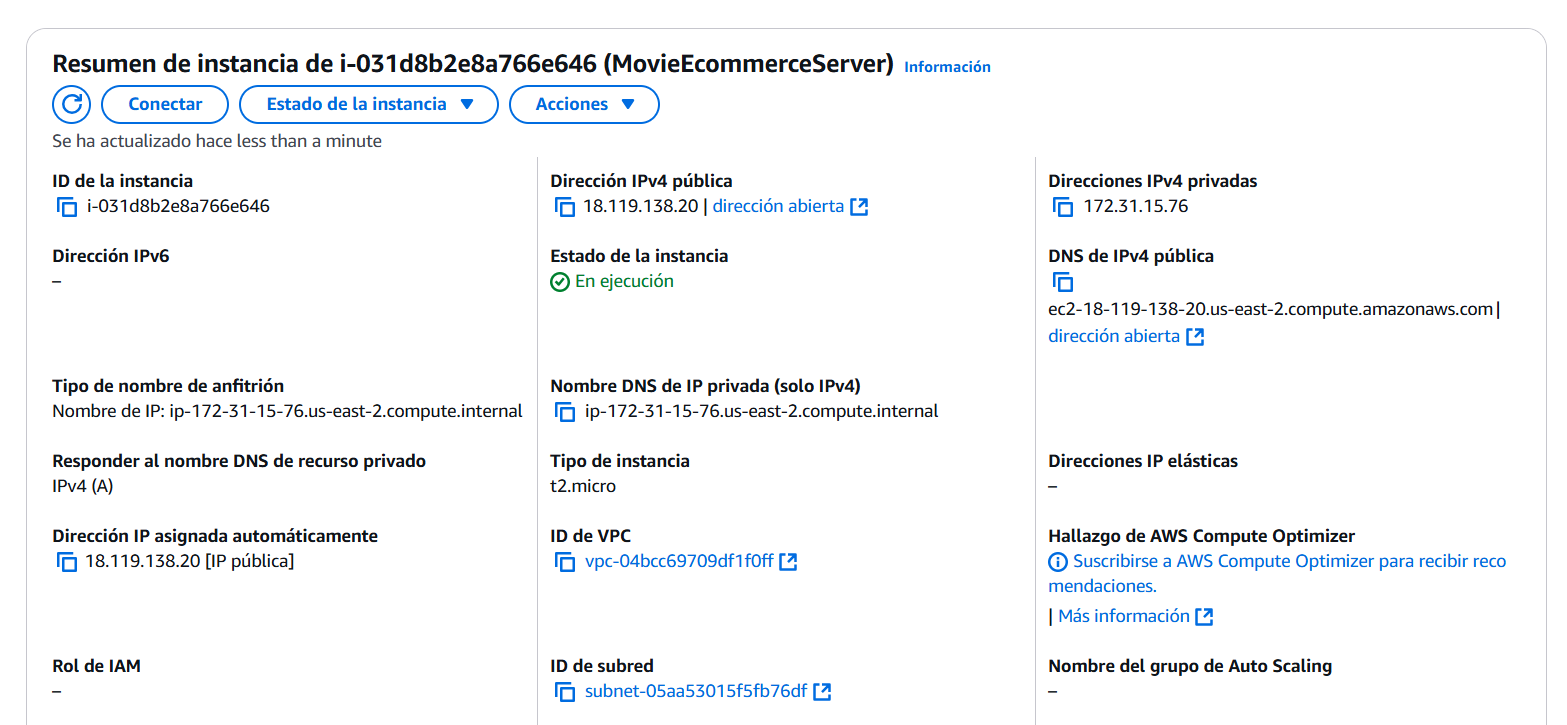 Resumen de instancia de i-031d8b2e8a766e646 (MovieEcommerceServer) Información
Conectar
Estado de la instancia
Acciones
Se ha actualizado hace less than a minute
ID de la instancia
i-031d8b2e8a766e646
Dirección IPv4 pública
18.119.138.20 | dirección abierta
Direcciones IPv4 privadas
172.31.15.76
Dirección IPv6
–
Estado de la instancia
En ejecución
DNS de IPv4 pública
ec2-18-119-138-20.us-east-2.compute.amazonaws.com |
dirección abierta
Tipo de nombre de anfitrión
Nombre de IP: ip-172-31-15-76.us-east-2.compute.internal
Nombre DNS de IP privada (solo IPv4)
ip-172-31-15-76.us-east-2.compute.internal
Responder al nombre DNS de recurso privado
IPv4 (A)
Tipo de instancia
t2.micro
Direcciones IP elásticas
–
Dirección IP asignada automáticamente
18.119.138.20 [IP pública]
ID de VPC
vpc-04bcc69709df1f0ff
Hallazgo de AWS Compute Optimizer
Suscribirse a AWS Compute Optimizer para recibir reco
mendaciones.
| Más información
Rol de IAM
–
ID de subred
subnet-05aa53015f5fb76df
Nombre del grupo de Auto Scaling
–